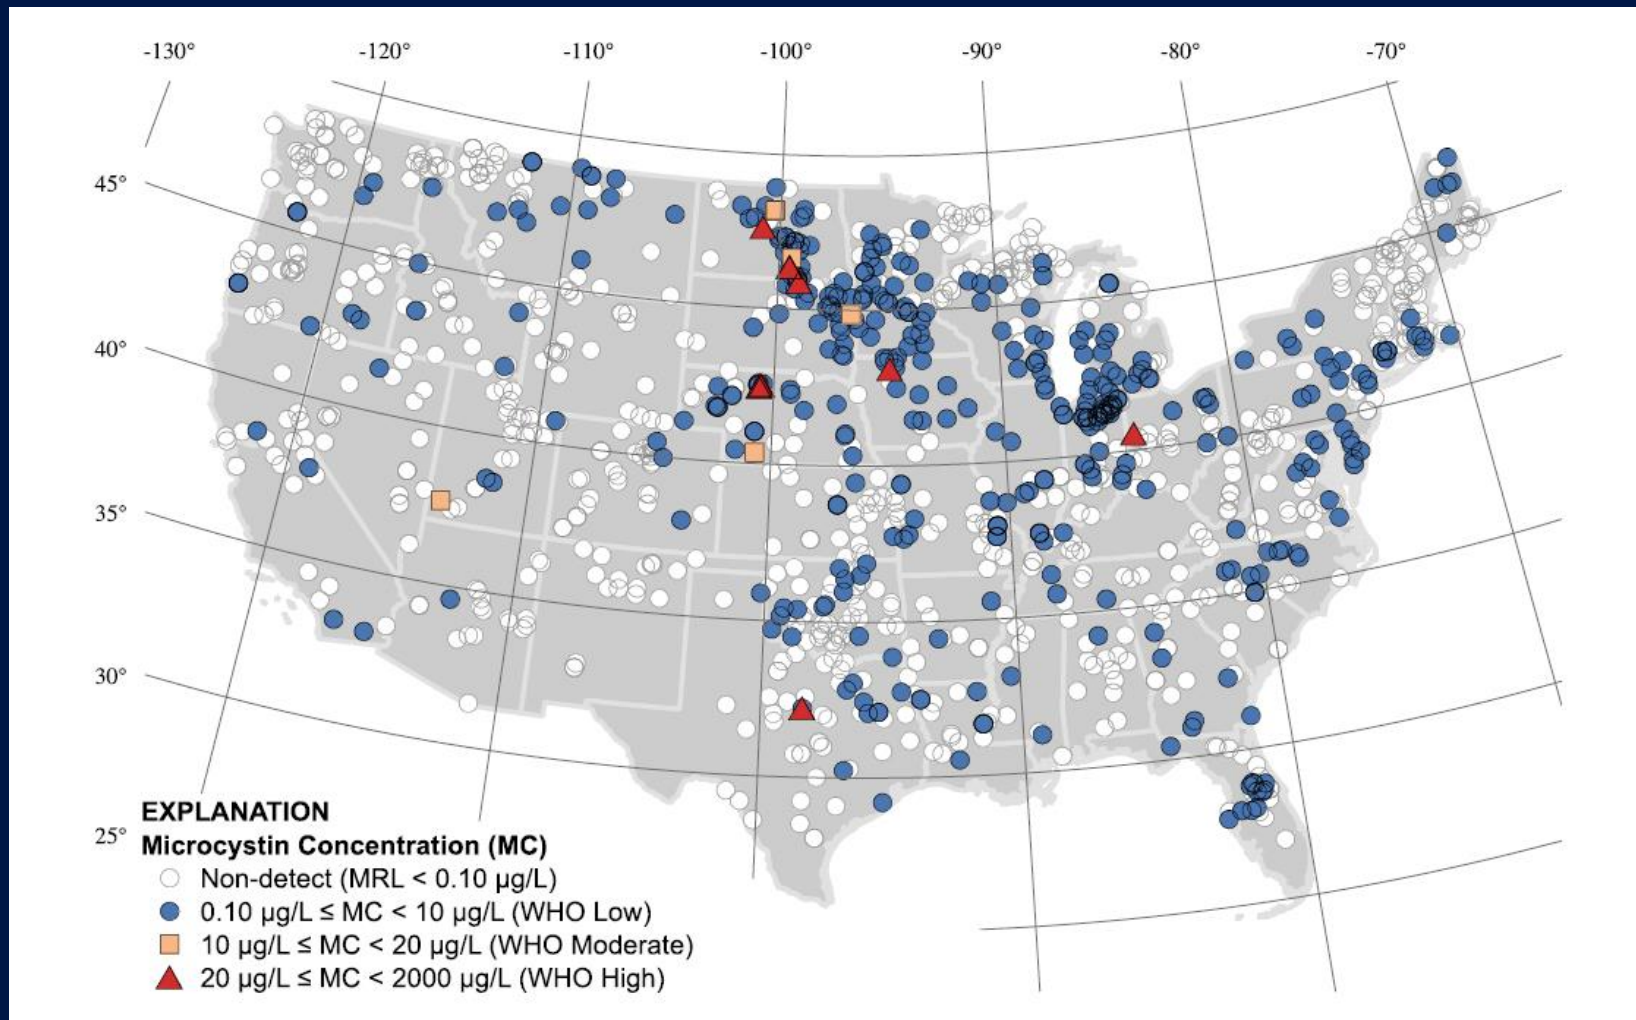 -130°
-120°
-110°
-100°
-90°
-80°
-70°
45°
40°
35°
30°
25°
EXPLANATION
Microcystin Concentration (MC)
Non-detect (MRL < 0.10 µg/L)
0.10 µg/L ≤ MC < 10 µg/L (WHO Low)
10 µg/L ≤ MC < 20 µg/L (WHO Moderate)
20 µg/L ≤ MC < 2000 µg/L (WHO High)